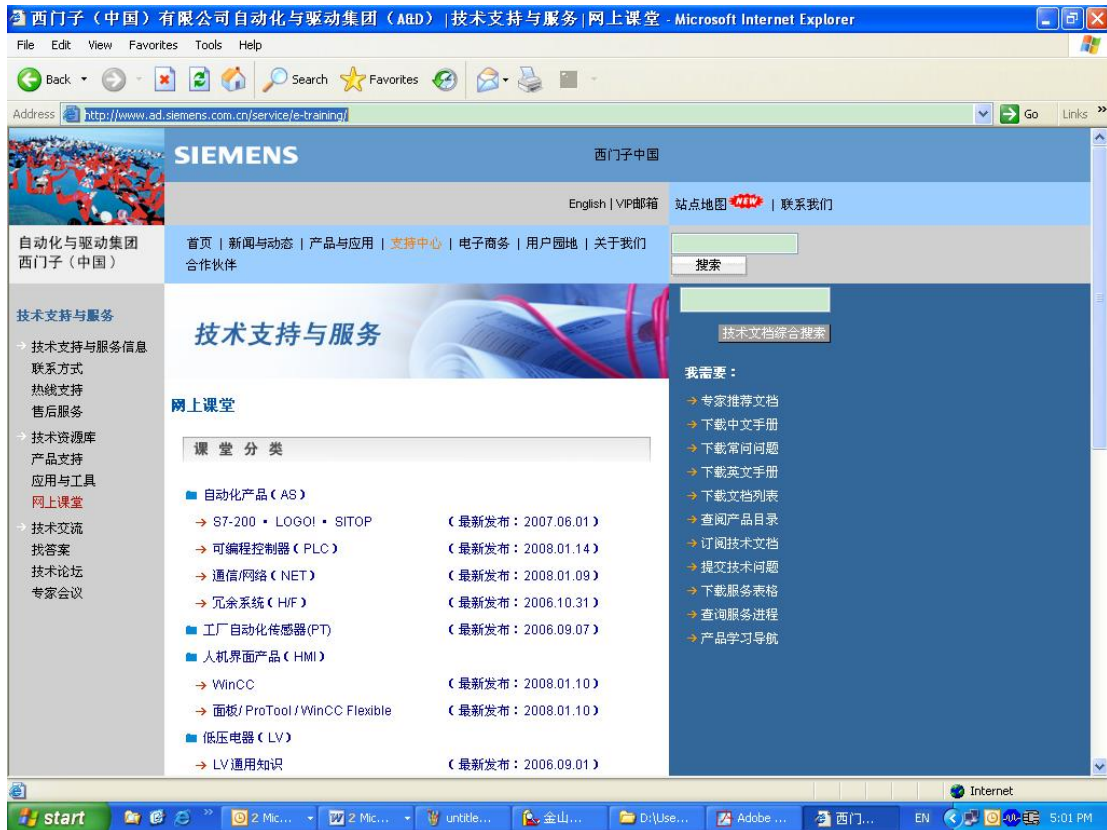 西门子（中国）有限公司自动化与驱动集团（A&D）|技术支持与服务|网上课堂 - Microsoft Internet Explorer
File Edit View Favorites Tools Help
Back Search Favorites
Address http://www.ad.siemens.com.cn/service/e-training/ Go Links »
SIEMENS 西门子中国
English | VIP邮箱 站点地图 NEW | 联系我们
自动化与驱动集团
西门子（中国）
首页 | 新闻与动态 | 产品与应用 | 支持中心 | 电子商务 | 用户园地 | 关于我们
合作伙伴
搜索
技术支持与服务
技术支持与服务信息
联系方式
热线支持
售后服务
技术资源库
产品支持
应用与工具
网上课堂
技术交流
找答案
技术论坛
专家会议
技术支持与服务
网上课堂
课 堂 分 类
自动化产品（AS）
→ S7-200 • LOGO! • SITOP （最新发布：2007.06.01）
→ 可编程控制器（PLC） （最新发布：2008.01.14）
→ 通信/网络（NET） （最新发布：2008.01.09）
→ 冗余系统（H/F） （最新发布：2006.10.31）
工厂自动化传感器(PT) （最新发布：2006.09.07）
人机界面产品（HMI）
→ WinCC （最新发布：2008.01.10）
→ 面板/ ProTool / WinCC Flexible （最新发布：2008.01.10）
低压电器（LV）
→ LV通用知识 （最新发布：2006.09.01）
技术文档综合搜索
我需要：
→ 专家推荐文档
→ 下载中文手册
→ 下载常问问题
→ 下载英文手册
→ 下载文档列表
→ 查阅产品目录
→ 订阅技术文档
→ 提交技术问题
→ 下载服务表格
→ 查询服务进程
→ 产品学习导航
Internet
start » 2 Mic... 2 Mic... untitle... 金山... D:\Use... Adobe ... 西门... EN 5:01 PM